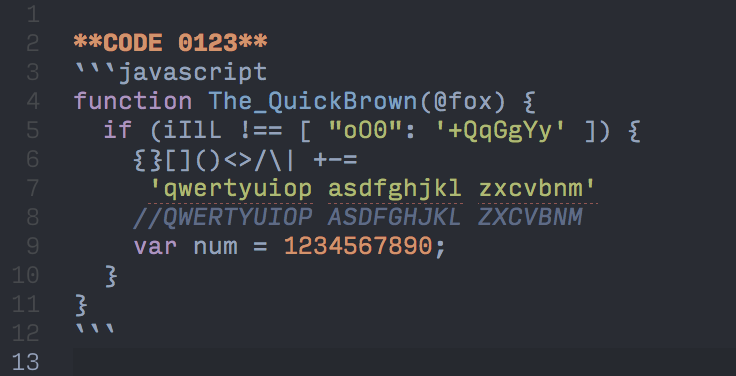 1
2 **CODE 0123**
3 ```javascript
4 function The_QuickBrown(@fox) {
5   if (iIlL !== [ "oO0": '+QqGgYy' ]) {
6     {}[]()<>/\| +-=
7      'qwertyuiop asdfghjkl zxcvbnm'
8     //QWERTYUIOP ASDFGHJKL ZXCVBNM
9     var num = 1234567890;
10   }
11 }
12 ```
13